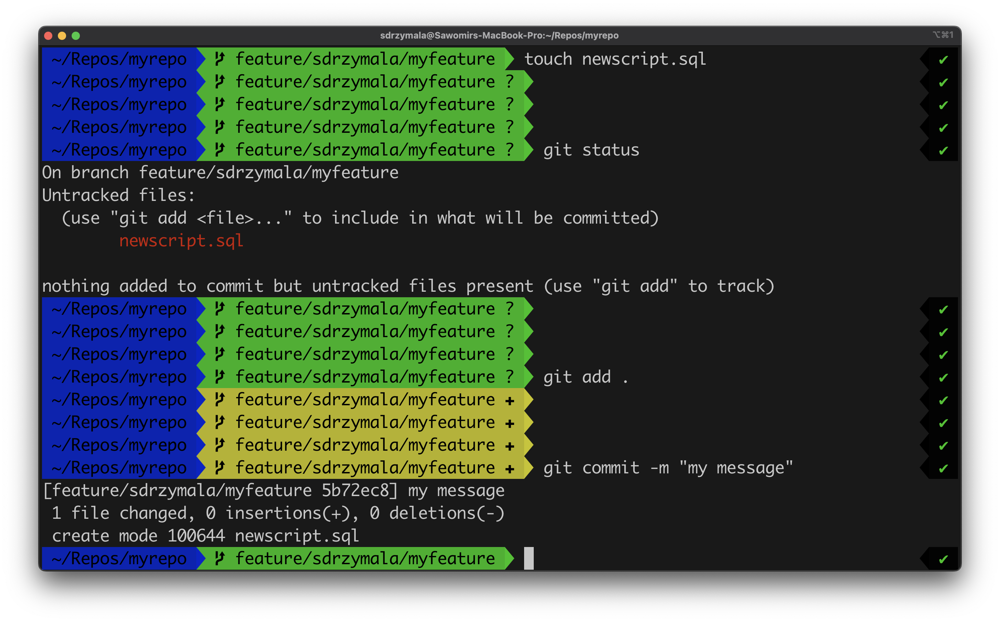 sdrzymala@Sawomirs-MacBook-Pro:~/Repos/myrepo ⌥⌘1
~/Repos/myrepo feature/sdrzymala/myfeature touch newscript.sql ✔
~/Repos/myrepo feature/sdrzymala/myfeature ? ✔
~/Repos/myrepo feature/sdrzymala/myfeature ? ✔
~/Repos/myrepo feature/sdrzymala/myfeature ? ✔
~/Repos/myrepo feature/sdrzymala/myfeature ? git status ✔
On branch feature/sdrzymala/myfeature
Untracked files:
  (use "git add <file>..." to include in what will be committed)
        newscript.sql
nothing added to commit but untracked files present (use "git add" to track)
~/Repos/myrepo feature/sdrzymala/myfeature ? ✔
~/Repos/myrepo feature/sdrzymala/myfeature ? ✔
~/Repos/myrepo feature/sdrzymala/myfeature ? ✔
~/Repos/myrepo feature/sdrzymala/myfeature ? git add . ✔
~/Repos/myrepo feature/sdrzymala/myfeature + ✔
~/Repos/myrepo feature/sdrzymala/myfeature + ✔
~/Repos/myrepo feature/sdrzymala/myfeature + ✔
~/Repos/myrepo feature/sdrzymala/myfeature + git commit -m "my message" ✔
[feature/sdrzymala/myfeature 5b72ec8] my message
 1 file changed, 0 insertions(+), 0 deletions(-)
 create mode 100644 newscript.sql
~/Repos/myrepo feature/sdrzymala/myfeature ✔